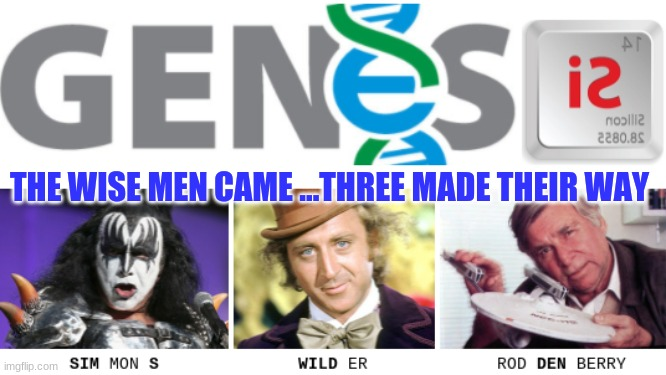 GENeS
14
Si
Silicon
28.0855
THE WISE MEN CAME ...THREE MADE THEIR WAY
SIM MON S WILD ER ROD DEN BERRY
imgflip.com